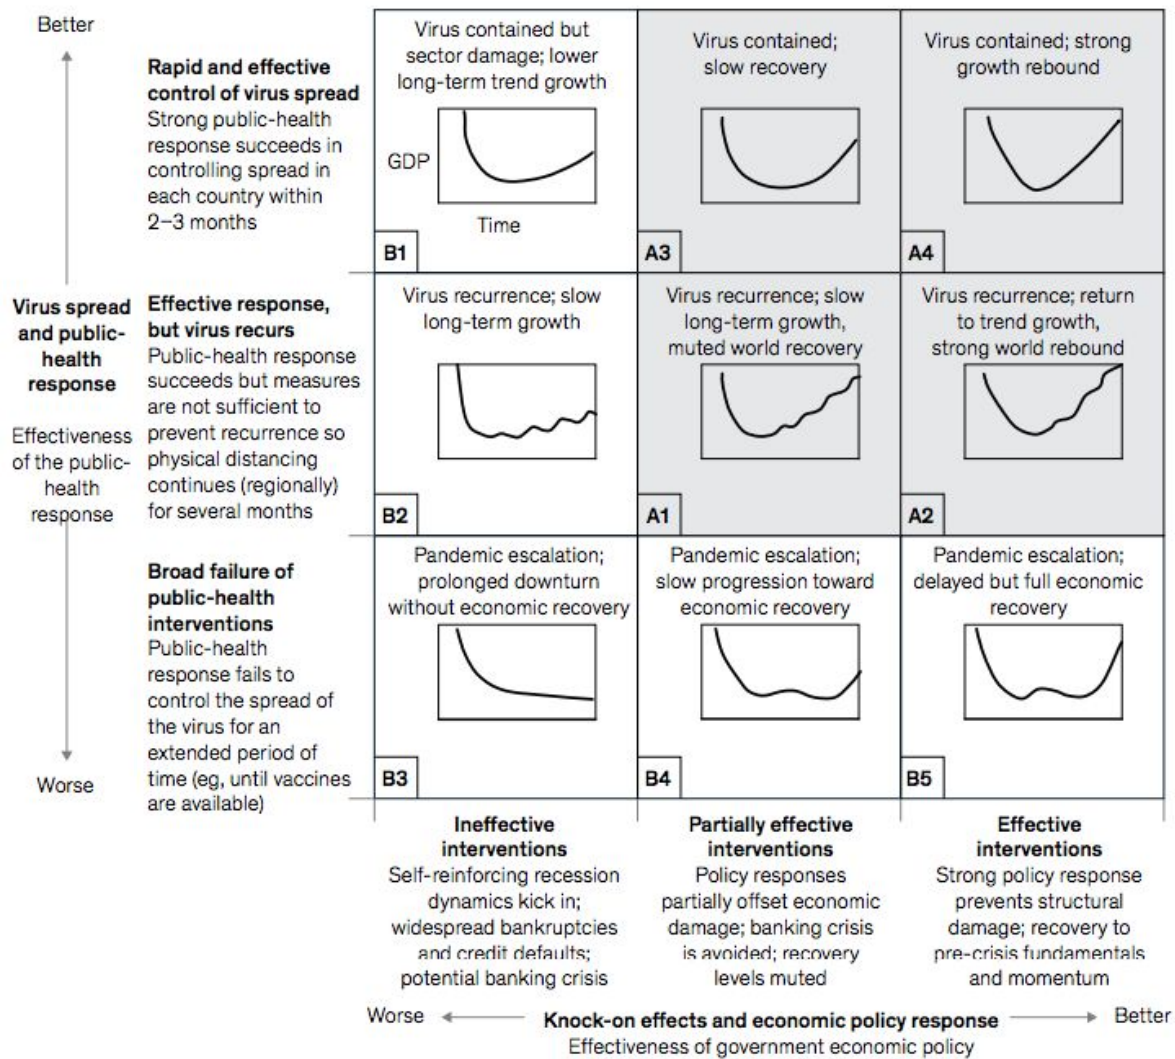 Better
Rapid and effective
control of virus spread
Strong public-health
response succeeds in
controlling spread in
each country within
2–3 months
Virus contained but
sector damage; lower
long-term trend growth
GDP
Time
B1
Virus contained;
slow recovery
A3
Virus contained; strong
growth rebound
A4
Virus spread
and public-
health
response
Effectiveness
of the public-
health
response
Effective response,
but virus recurs
Public-health response
succeeds but measures
are not sufficient to
prevent recurrence so
physical distancing
continues (regionally)
for several months
Virus recurrence; slow
long-term growth
B2
Virus recurrence; slow
long-term growth,
muted world recovery
A1
Virus recurrence; return
to trend growth,
strong world rebound
A2
Broad failure of
public-health
interventions
Public-health
response fails to
control the spread of
the virus for an
extended period of
time (eg, until vaccines
are available)
Worse
Pandemic escalation;
prolonged downturn
without economic recovery
B3
Pandemic escalation;
slow progression toward
economic recovery
B4
Pandemic escalation;
delayed but full economic
recovery
B5
Ineffective
interventions
Self-reinforcing recession
dynamics kick in;
widespread bankruptcies
and credit defaults;
potential banking crisis
Partially effective
interventions
Policy responses
partially offset economic
damage; banking crisis
is avoided; recovery
levels muted
Effective
interventions
Strong policy response
prevents structural
damage; recovery to
pre-crisis fundamentals
and momentum
Worse
Knock-on effects and economic policy response
Better
Effectiveness of government economic policy